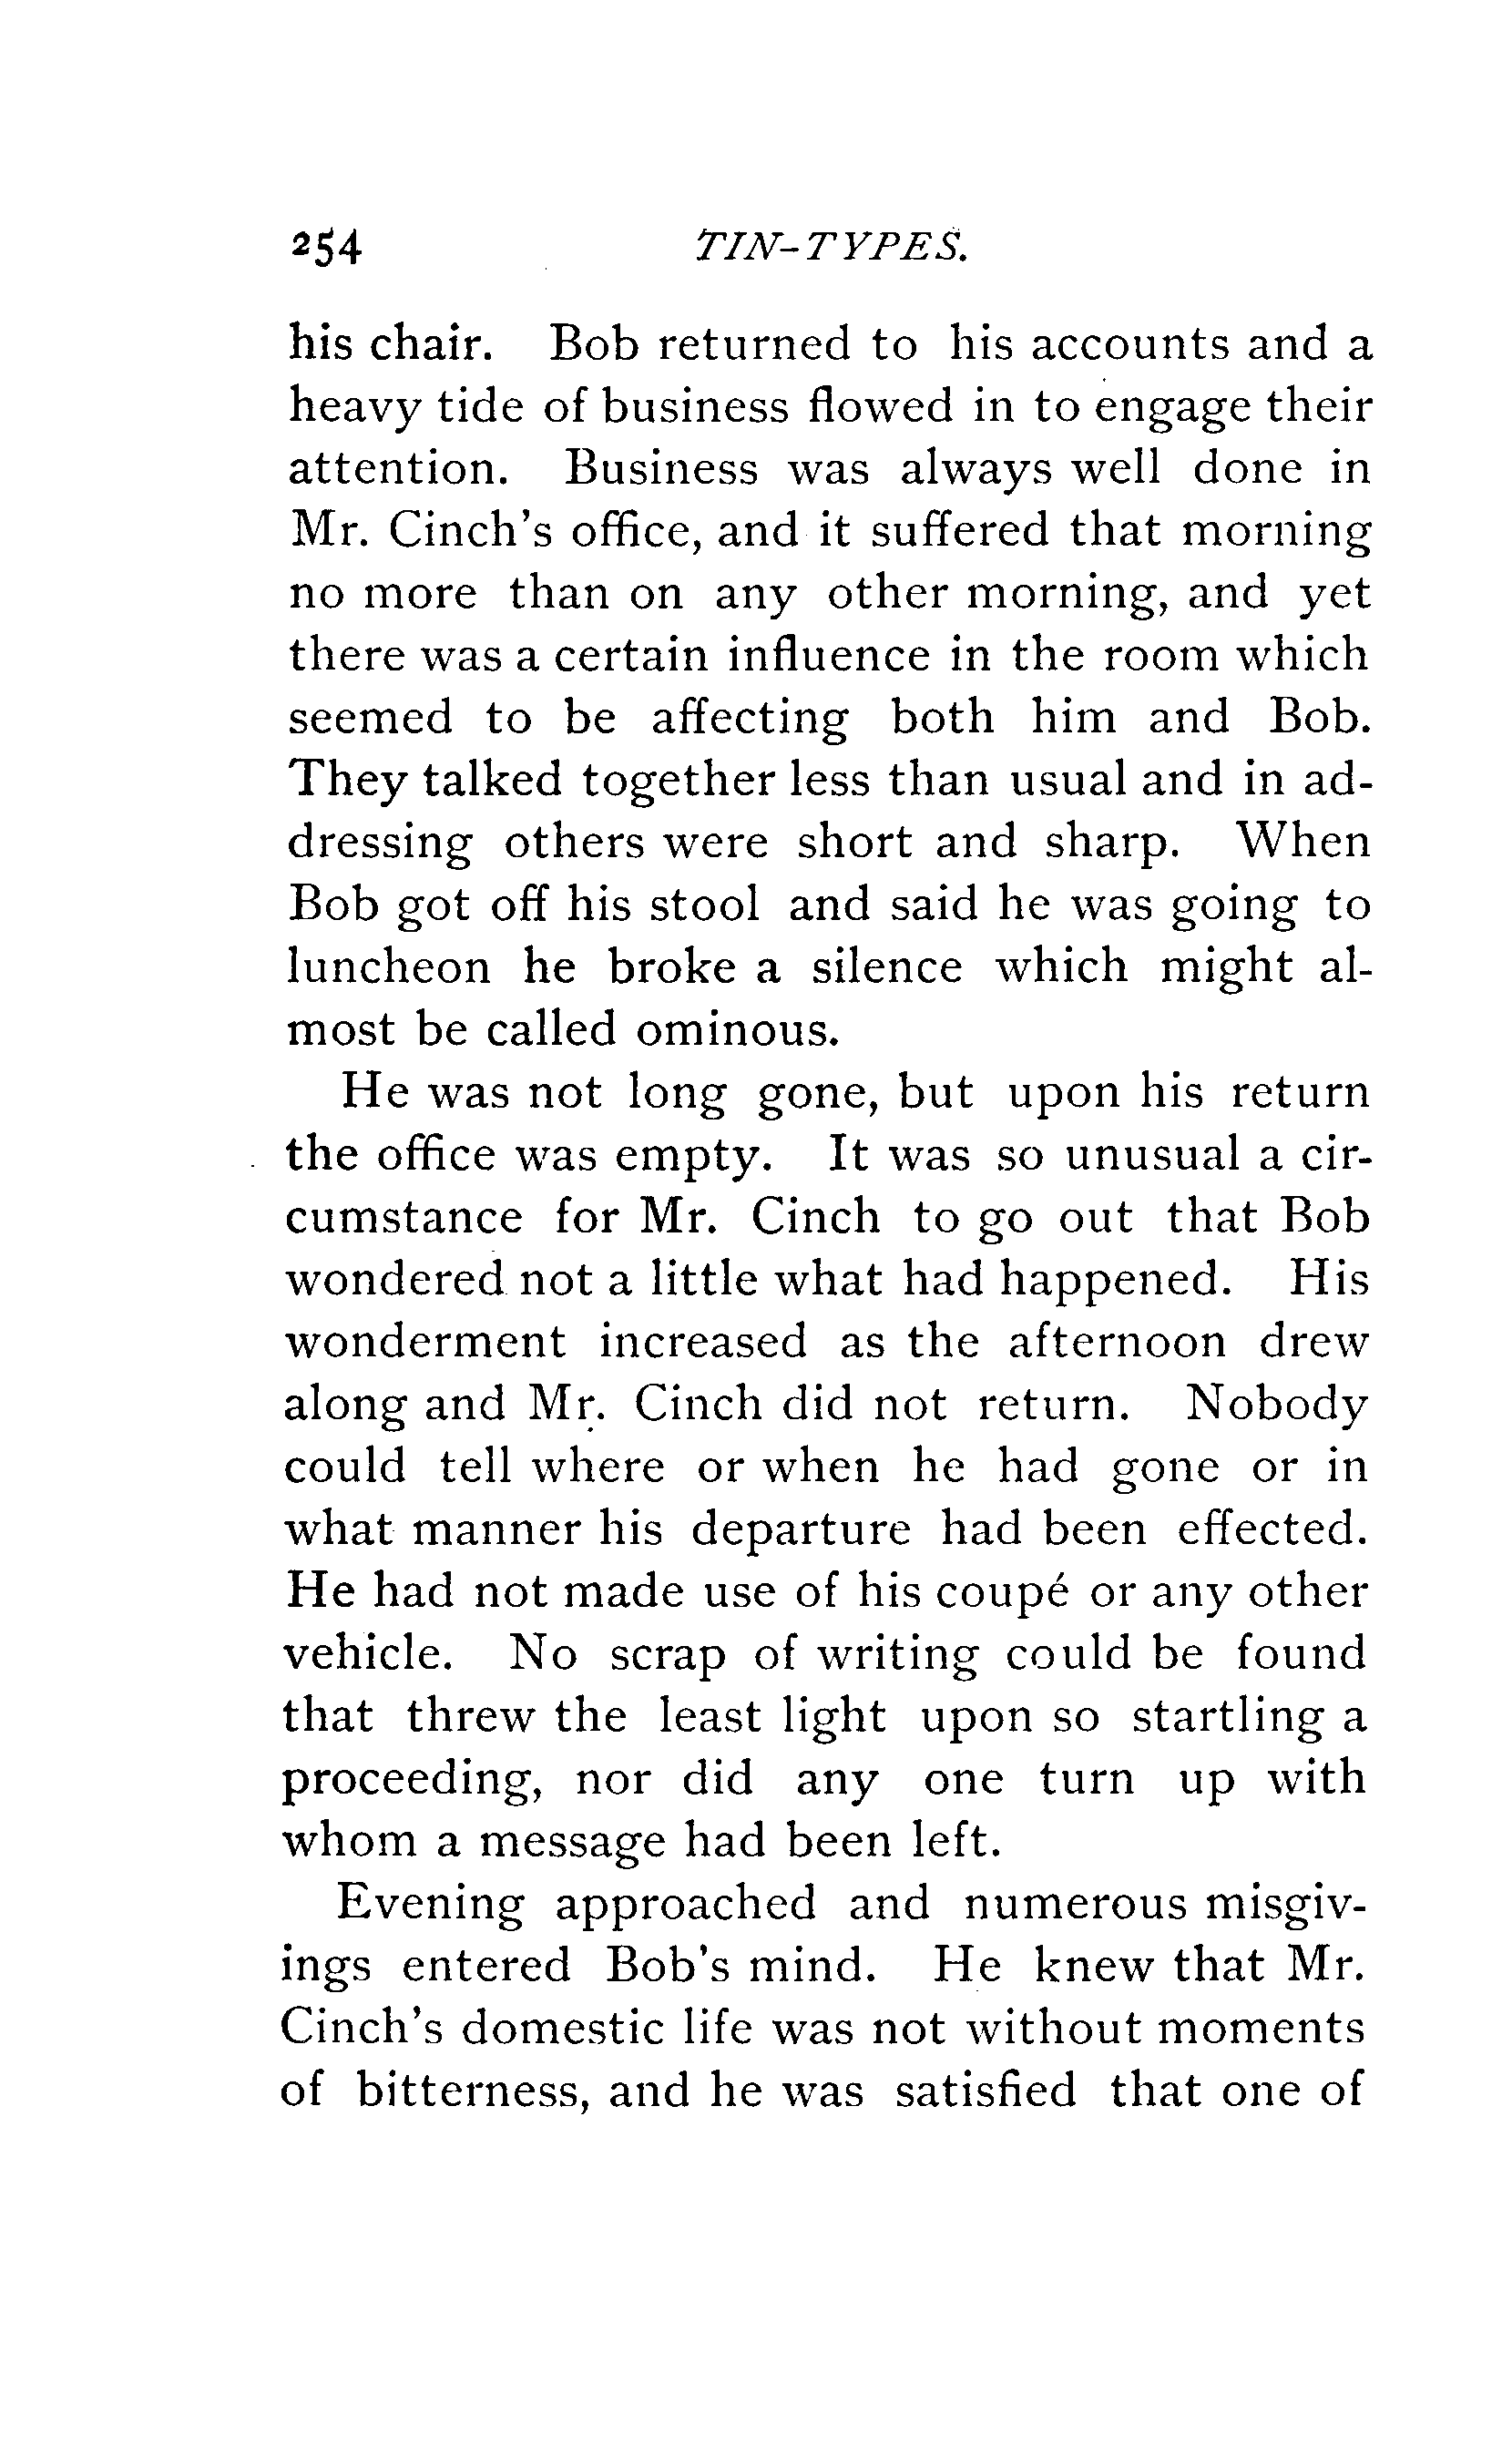 254 TIN-TYPES.
his chair. Bob returned to his accounts and a
heavy tide of business flowed in to engage their
attention. Business was always well done in
Mr. Cinch's office, and it suffered that morning
no more than on any other morning, and yet
there was a certain influence in the room which
seemed to be affecting both him and Bob.
They talked together less than usual and in ad-
dressing others were short and sharp. When
Bob got off his stool and said he was going to
luncheon he broke a silence which might al-
most be called ominous.
He was not long gone, but upon his return
the office was empty. It was so unusual a cir-
cumstance for Mr. Cinch to go out that Bob
wondered not a little what had happened. His
wonderment increased as the afternoon drew
along and Mr. Cinch did not return. Nobody
could tell where or when he had gone or in
what manner his departure had been effected.
He had not made use of his coupé or any other
vehicle. No scrap of writing could be found
that threw the least light upon so startling a
proceeding, nor did any one turn up with
whom a message had been left.
Evening approached and numerous misgiv-
ings entered Bob's mind. He knew that Mr.
Cinch's domestic life was not without moments
of bitterness, and he was satisfied that one of